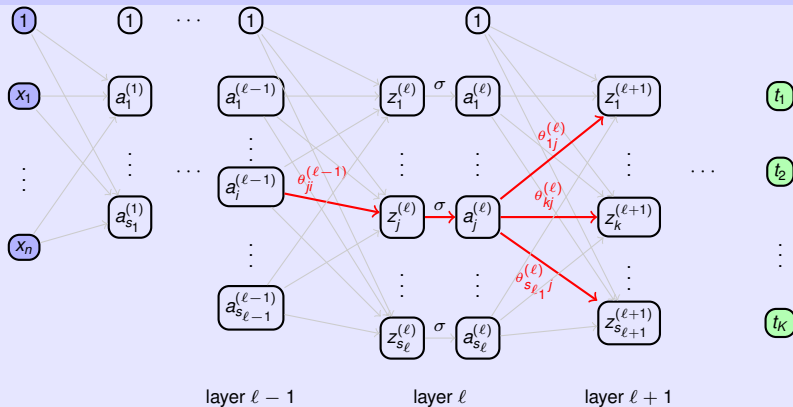 1 1 ⋯ 1 1
x₁ a₁⁽¹⁾ a₁⁽ℓ⁻¹⁾ z₁⁽ℓ⁾ σ a₁⁽ℓ⁾ z₁⁽ℓ⁺¹⁾ t₁
θ₁ⱼ⁽ℓ⁾
⋮ ⋮ ⋮ ⋮ ⋮ ⋮
⋯ aᵢ⁽ℓ⁻¹⁾ θⱼᵢ⁽ℓ⁻¹⁾ ⋯ t₂
θₖⱼ⁽ℓ⁾
a_{s₁}⁽¹⁾ zⱼ⁽ℓ⁾ σ aⱼ⁽ℓ⁾ zₖ⁽ℓ⁺¹⁾
xₙ ⋮ ⋮ ⋮ ⋮ ⋮
θ_{s_{ℓ₁}j}⁽ℓ⁾
a_{s_{ℓ−1}}⁽ℓ⁻¹⁾ z_{s_ℓ}⁽ℓ⁾ σ a_{s_ℓ}⁽ℓ⁾ z_{s_{ℓ+1}}⁽ℓ⁺¹⁾ t_K
layer ℓ − 1 layer ℓ layer ℓ + 1